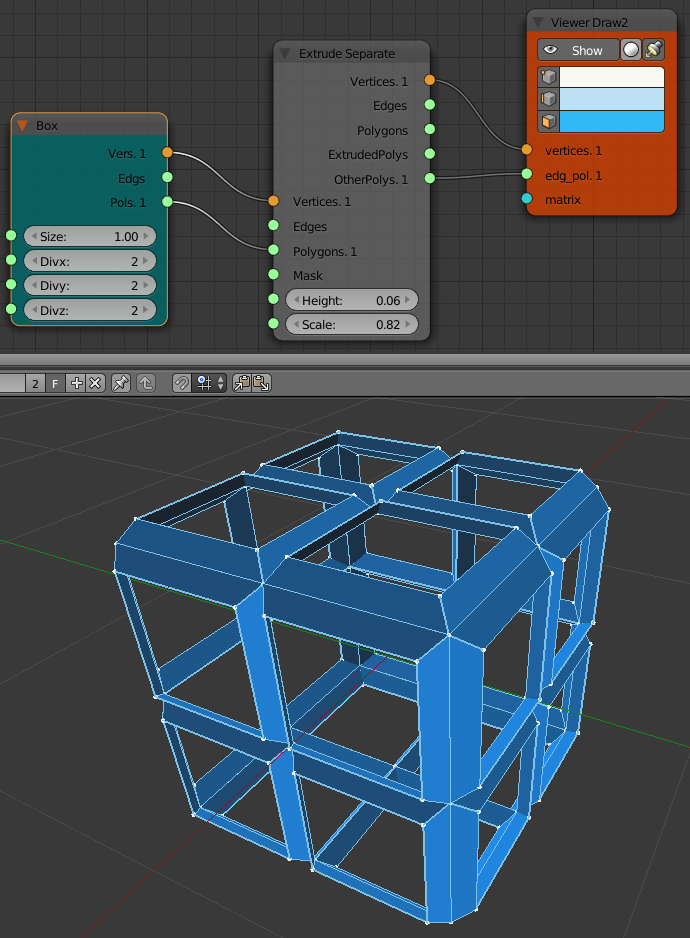 Box
Vers. 1
Edgs
Pols. 1
Size: 1.00
Divx: 2
Divy: 2
Divz: 2
Extrude Separate
Vertices. 1
Edges
Polygons
ExtrudedPolys
OtherPolys. 1
Vertices. 1
Edges
Polygons. 1
Mask
Height: 0.06
Scale: 0.82
Viewer Draw2
Show
vertices. 1
edg_pol. 1
matrix
2 F